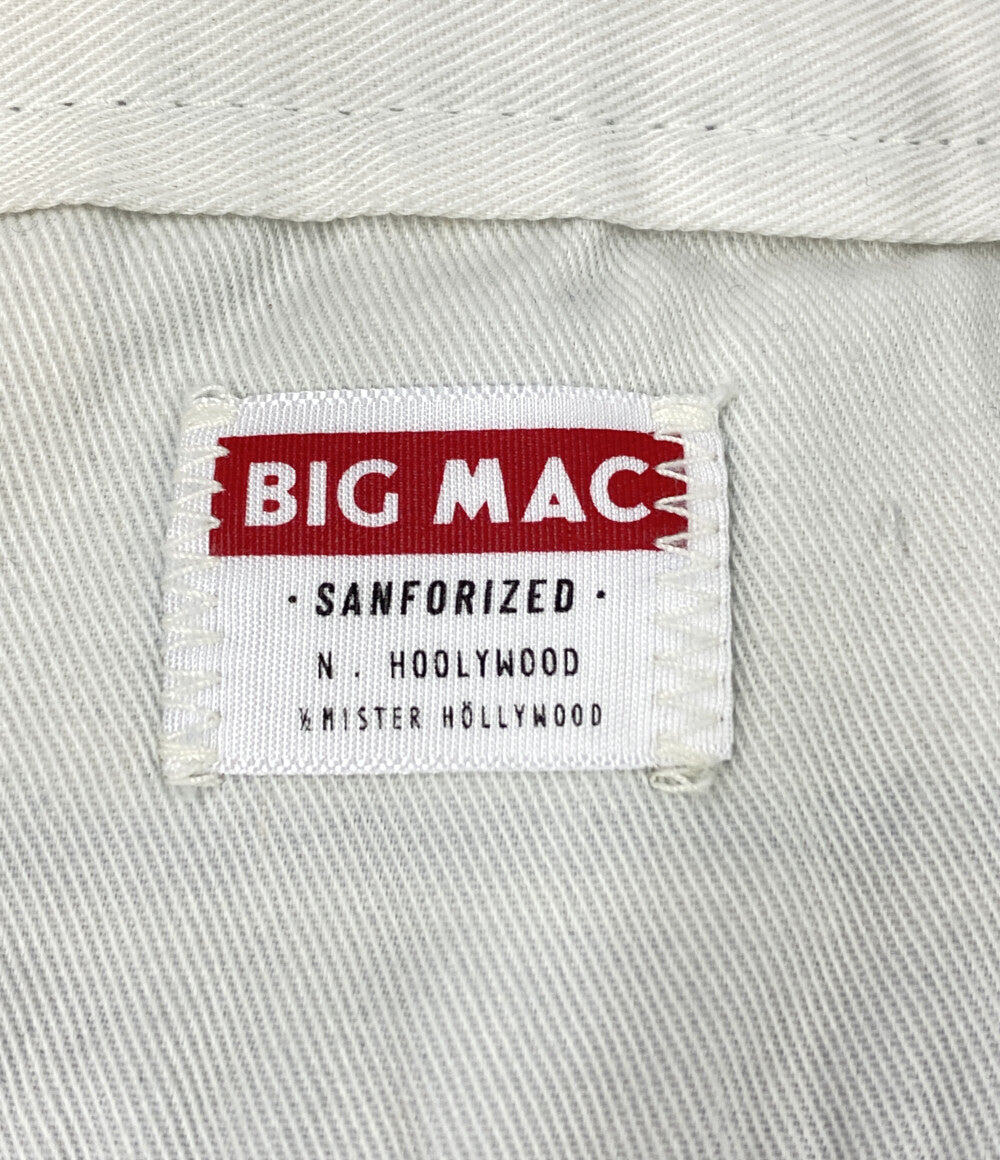 BIG MAC
· SANFORIZED ·
N. HOOLYWOOD
½ MISTER HÖLLYWOOD